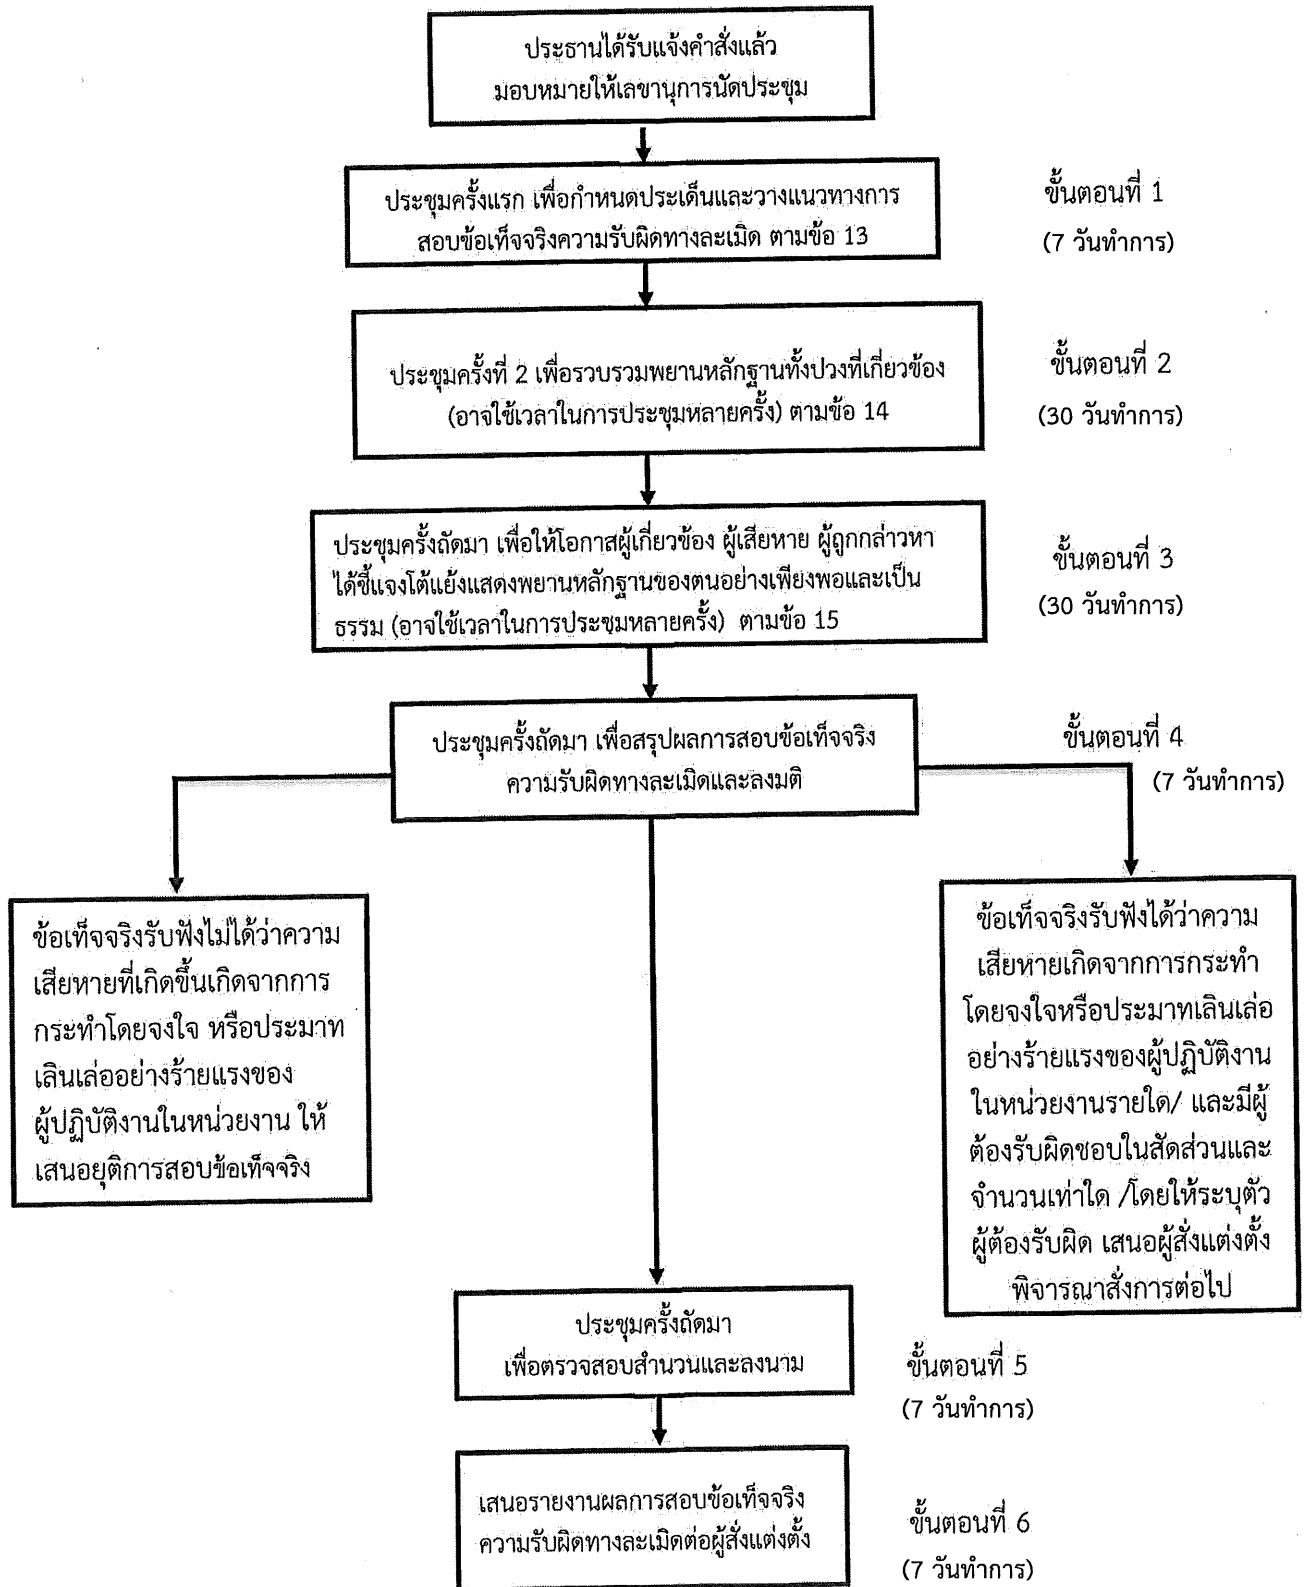 ประธานได้รับแจ้งคำสั่งแล้ว
มอบหมายให้เลขานุการนัดประชุม
ประชุมครั้งแรก เพื่อกำหนดประเด็นและวางแนวทางการ
สอบข้อเท็จจริงความรับผิดทางละเมิด ตามข้อ 13
ขั้นตอนที่ 1
(7 วันทำการ)
ประชุมครั้งที่ 2 เพื่อรวบรวมพยานหลักฐานทั้งปวงที่เกี่ยวข้อง
(อาจใช้เวลาในการประชุมหลายครั้ง) ตามข้อ 14
ขั้นตอนที่ 2
(30 วันทำการ)
ประชุมครั้งถัดมา เพื่อให้โอกาสผู้เกี่ยวข้อง ผู้เสียหาย ผู้ถูกกล่าวหา
ได้ชี้แจงโต้แย้งแสดงพยานหลักฐานของตนอย่างเพียงพอและเป็น
ธรรม (อาจใช้เวลาในการประชุมหลายครั้ง) ตามข้อ 15
ขั้นตอนที่ 3
(30 วันทำการ)
ประชุมครั้งถัดมา เพื่อสรุปผลการสอบข้อเท็จจริง
ความรับผิดทางละเมิดและลงมติ
ขั้นตอนที่ 4
(7 วันทำการ)
ข้อเท็จจริงรับฟังไม่ได้ว่าความ
เสียหายที่เกิดขึ้นเกิดจากการ
กระทำโดยจงใจ หรือประมาท
เลินเล่ออย่างร้ายแรงของ
ผู้ปฏิบัติงานในหน่วยงาน ให้
เสนอยุติการสอบข้อเท็จจริง
ข้อเท็จจริงรับฟังได้ว่าความ
เสียหายเกิดจากการกระทำ
โดยจงใจหรือประมาทเลินเล่อ
อย่างร้ายแรงของผู้ปฏิบัติงาน
ในหน่วยงานรายใด/ และมีผู้
ต้องรับผิดชอบในสัดส่วนและ
จำนวนเท่าใด /โดยให้ระบุตัว
ผู้ต้องรับผิด เสนอผู้สั่งแต่งตั้ง
พิจารณาสั่งการต่อไป
ประชุมครั้งถัดมา
เพื่อตรวจสอบสำนวนและลงนาม
ขั้นตอนที่ 5
(7 วันทำการ)
เสนอรายงานผลการสอบข้อเท็จจริง
ความรับผิดทางละเมิดต่อผู้สั่งแต่งตั้ง
ขั้นตอนที่ 6
(7 วันทำการ)